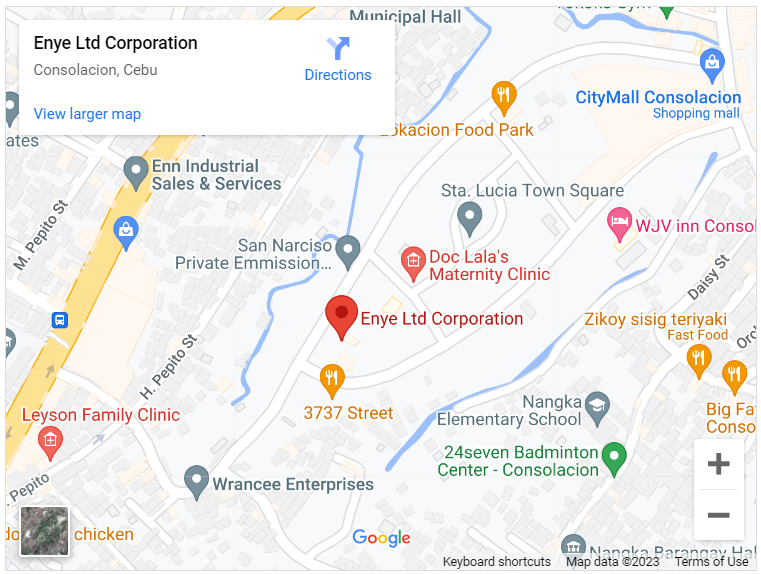 Municipal Hall
Enye Ltd Corporation
Consolacion, Cebu
Directions
View larger map
CityMall Consolacion
Shopping mall
Lokacion Food Park
ates
Enn Industrial
Sales & Services
M. Pepito St
Sta. Lucia Town Square
WJV inn Consol
San Narciso
Private Emmission...
Doc Lala's
Maternity Clinic
Daisy St
Enye Ltd Corporation
Zikoy sisig teriyaki
Fast Food
Orc
H. Pepito St
3737 Street
Nangka
Elementary School
Big Fat
Conso
Leyson Family Clinic
24seven Badminton
Center - Consolacion
Wrancee Enterprises
. Pepito
chicken
Google
Nangka Barangay Hal
Keyboard shortcuts
Map data ©2023
Terms of Use